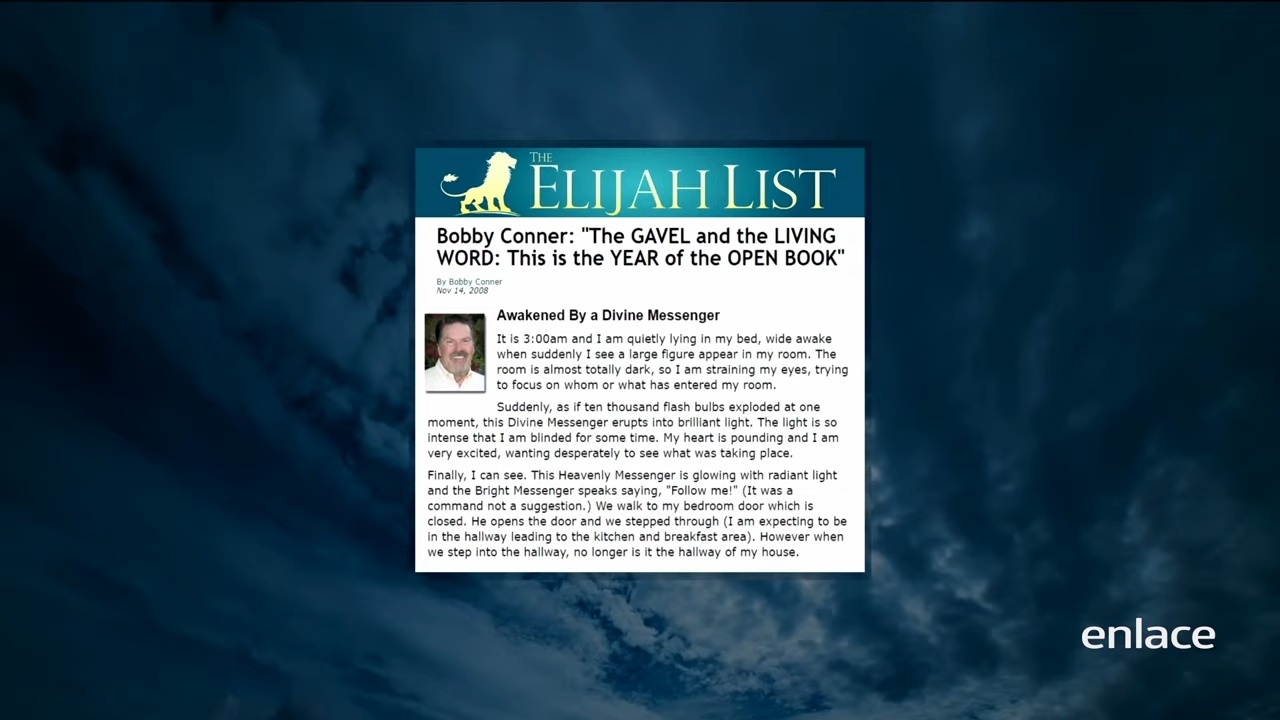 THE
ELIJAH LIST
Bobby Conner: "The GAVEL and the LIVING
WORD: This is the YEAR of the OPEN BOOK"
By Bobby Conner
Nov 14, 2008
Awakened By a Divine Messenger
It is 3:00am and I am quietly lying in my bed, wide awake
when suddenly I see a large figure appear in my room. The
room is almost totally dark, so I am straining my eyes, trying
to focus on whom or what has entered my room.
Suddenly, as if ten thousand flash bulbs exploded at one
moment, this Divine Messenger erupts into brilliant light. The light is so
intense that I am blinded for some time. My heart is pounding and I am
very excited, wanting desperately to see what was taking place.
Finally, I can see. This Heavenly Messenger is glowing with radiant light
and the Bright Messenger speaks saying, "Follow me!" (It was a
command not a suggestion.) We walk to my bedroom door which is
closed. He opens the door and we stepped through (I am expecting to be
in the hallway leading to the kitchen and breakfast area). However when
we step into the hallway, no longer is it the hallway of my house.
enlace